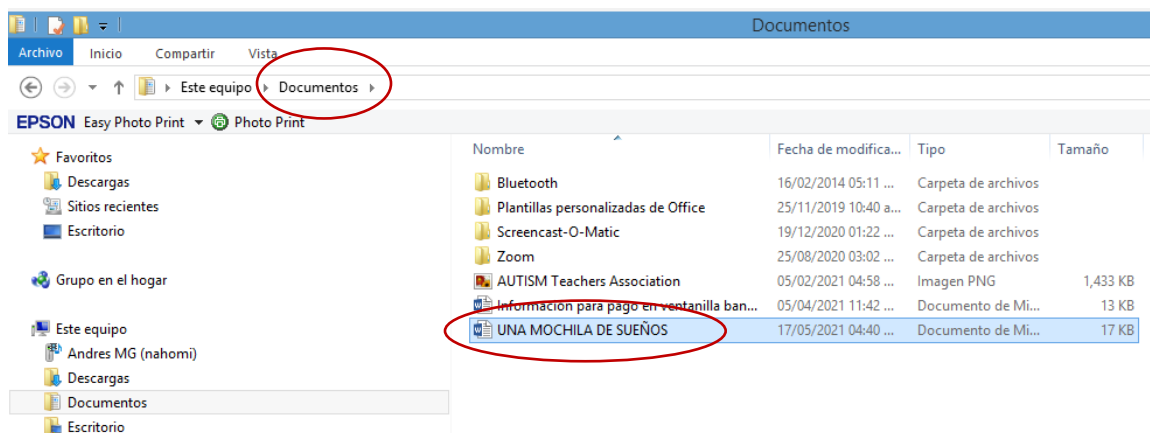 Documentos
Archivo Inicio Compartir Vista
Este equipo Documentos
EPSON Easy Photo Print Photo Print
Favoritos
Descargas
Sitios recientes
Escritorio
Grupo en el hogar
Este equipo
Andres MG (nahomi)
Descargas
Documentos
Escritorio
Nombre Fecha de modifica... Tipo Tamaño
Bluetooth 16/02/2014 05:11 ... Carpeta de archivos
Plantillas personalizadas de Office 25/11/2019 10:40 a... Carpeta de archivos
Screencast-O-Matic 19/12/2020 01:22 ... Carpeta de archivos
Zoom 25/08/2020 03:02 ... Carpeta de archivos
AUTISM Teachers Association 05/02/2021 04:58 ... Imagen PNG 1,433 KB
Información para pago en ventanilla ban... 05/04/2021 11:42 ... Documento de Mi... 13 KB
UNA MOCHILA DE SUEÑOS 17/05/2021 04:40 ... Documento de Mi... 17 KB